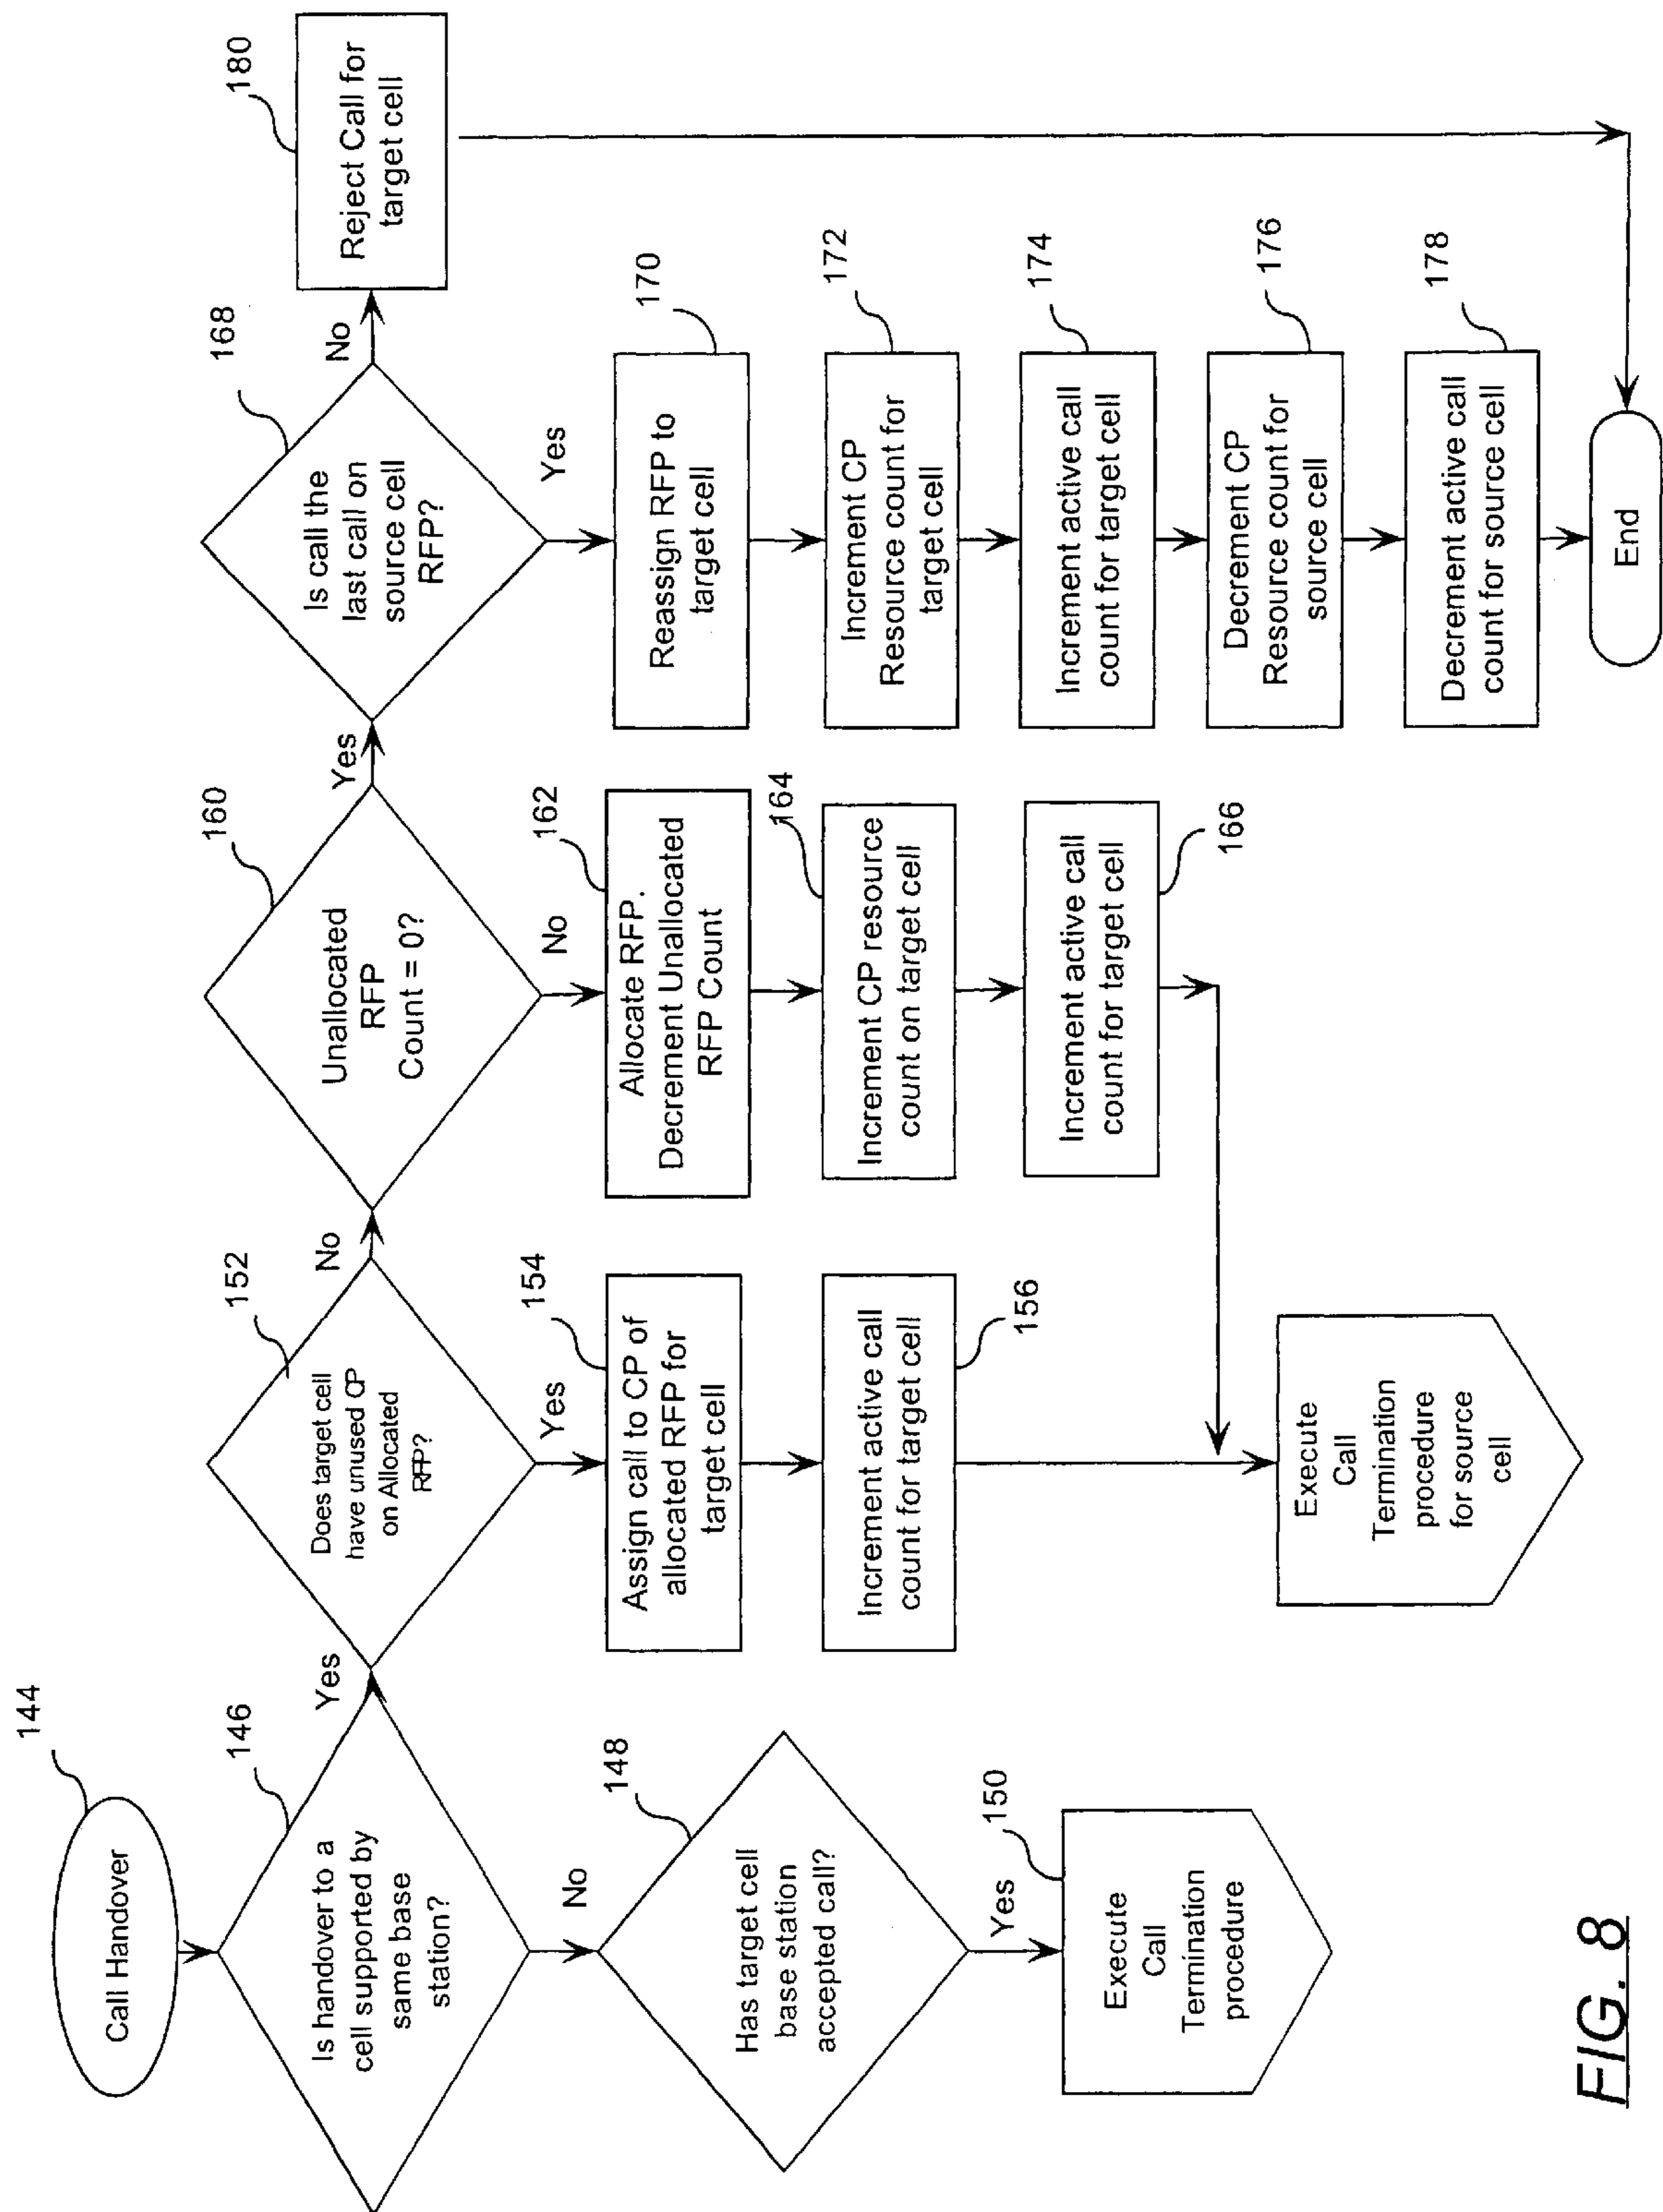 144
Call Handover
146
Is handover to a
cell supported by
same base
station?
Yes
No
148
Has target cell
base station
accepted call?
Yes
150
Execute
Call
Termination
procedure
152
Does target cell
have unused CP
on Allocated
RFP?
No
Yes
154
Assign call to CP of
allocated RFP for
target cell
Increment active call
count for target cell
156
Execute
Call
Termination
procedure
for source
cell
160
Unallocated
RFP
Count = 0?
Yes
No
162
Allocate RFP.
Decrement Unallocated
RFP Count
164
Increment CP resource
count on target cell
Increment active call
count for target cell
166
168
Is call the
last call on
source cell
RFP?
No
Yes
170
Reassign RFP to
target cell
172
Increment CP
Resource count for
target cell
174
Increment active call
count for target cell
176
Decrement CP
Resource count for
source cell
178
Decrement active call
count for source cell
180
Reject Call for
target cell
End
FIG. 8